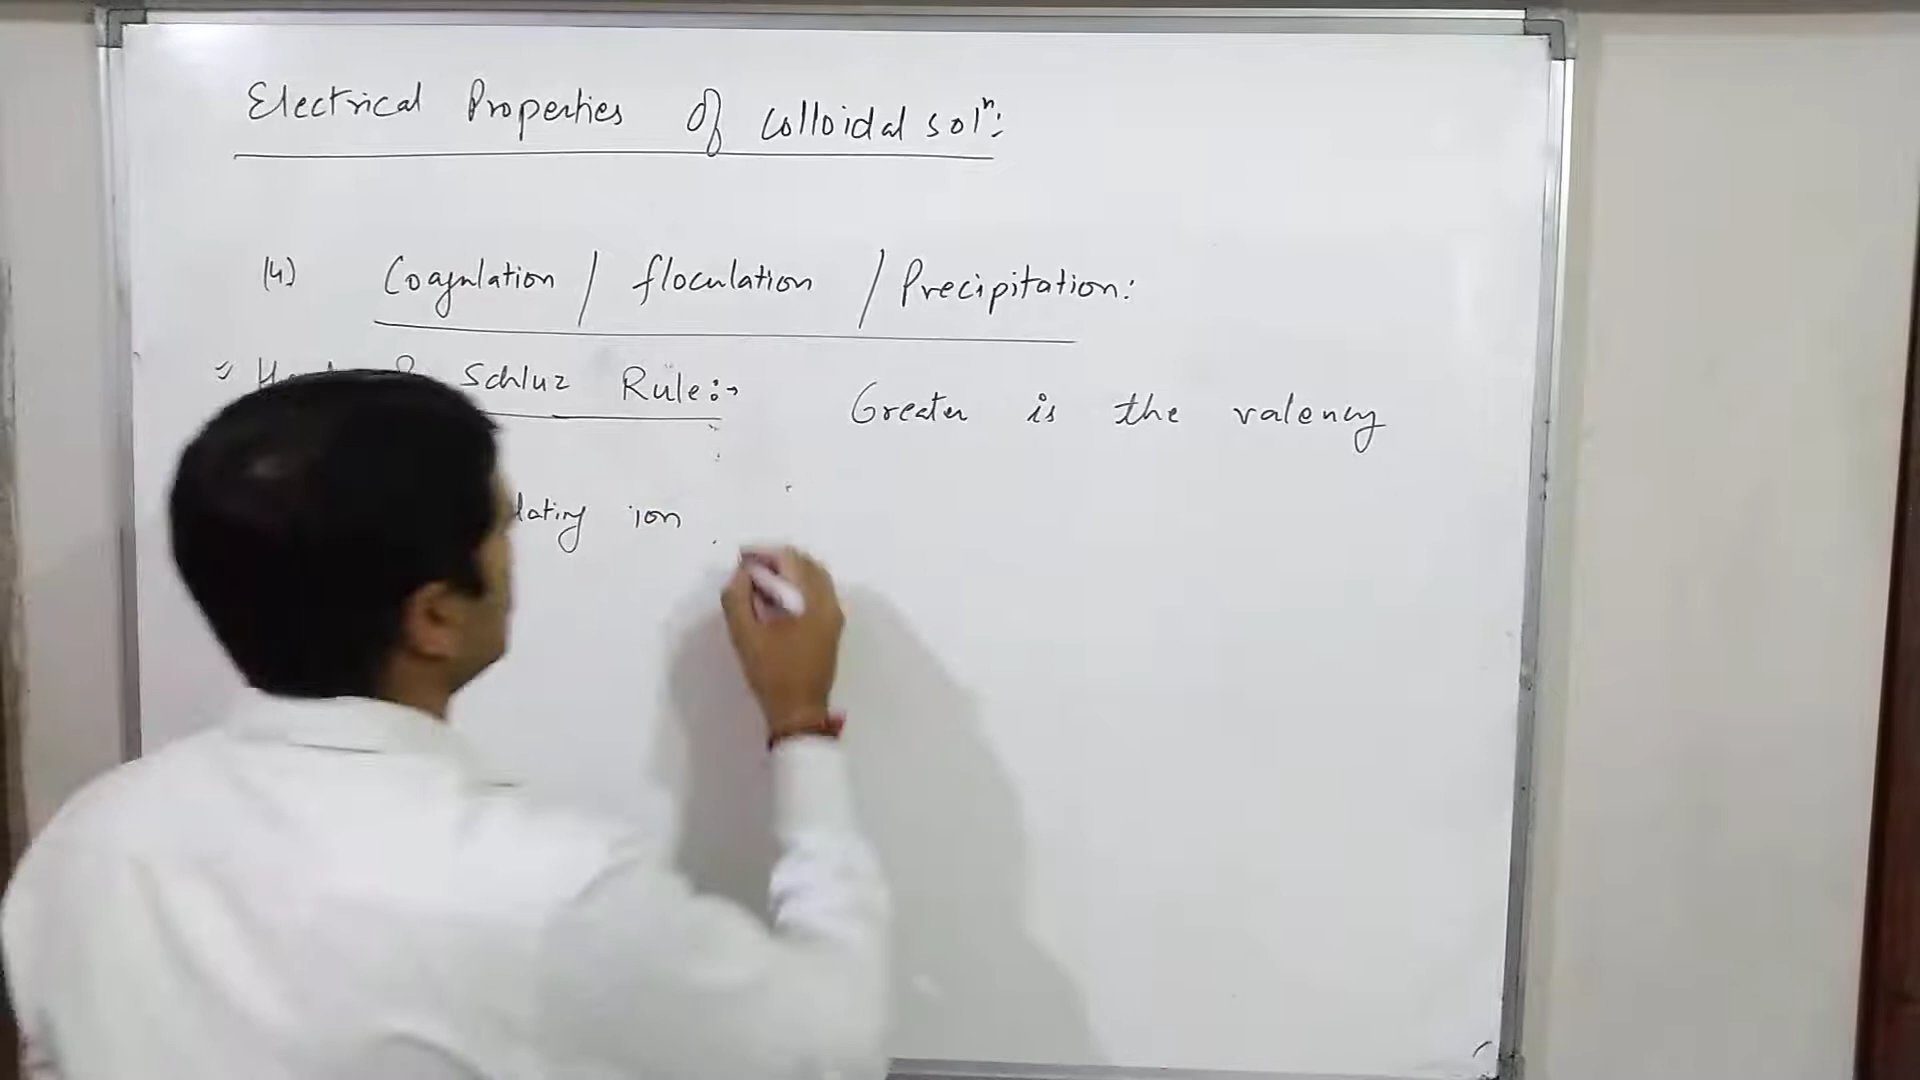 Electrical Properties of colloidal solⁿ:
(4) Coagulation / floculation / Precipitation:
Schluz Rule:→ Greater is the valency
lating ion